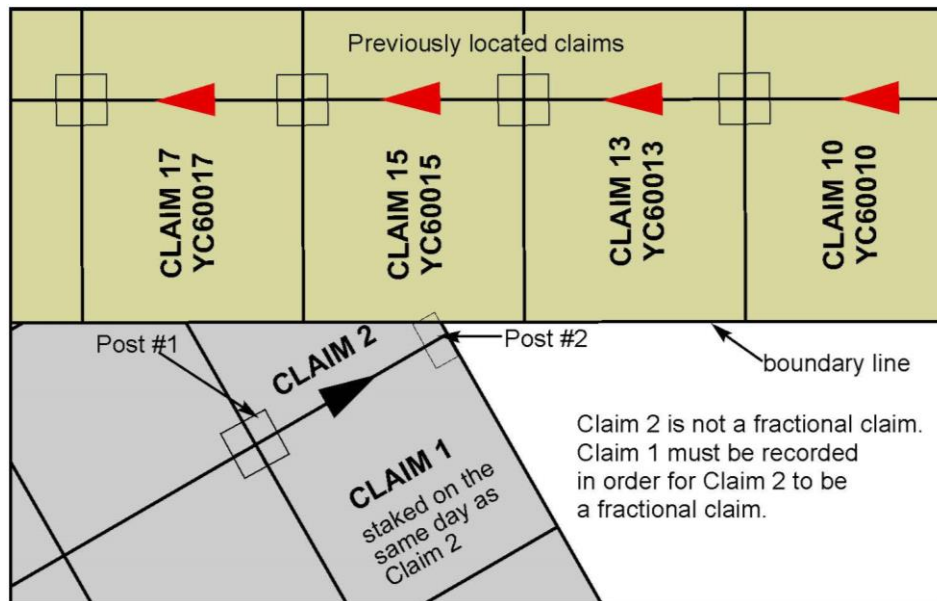 Previously located claims
CLAIM 17
YC60017
CLAIM 15
YC60015
CLAIM 13
YC60013
CLAIM 10
YC60010
Post #1
CLAIM 2
Post #2
boundary line
CLAIM 1
staked on the
same day as
Claim 2
Claim 2 is not a fractional claim.
Claim 1 must be recorded
in order for Claim 2 to be
a fractional claim.